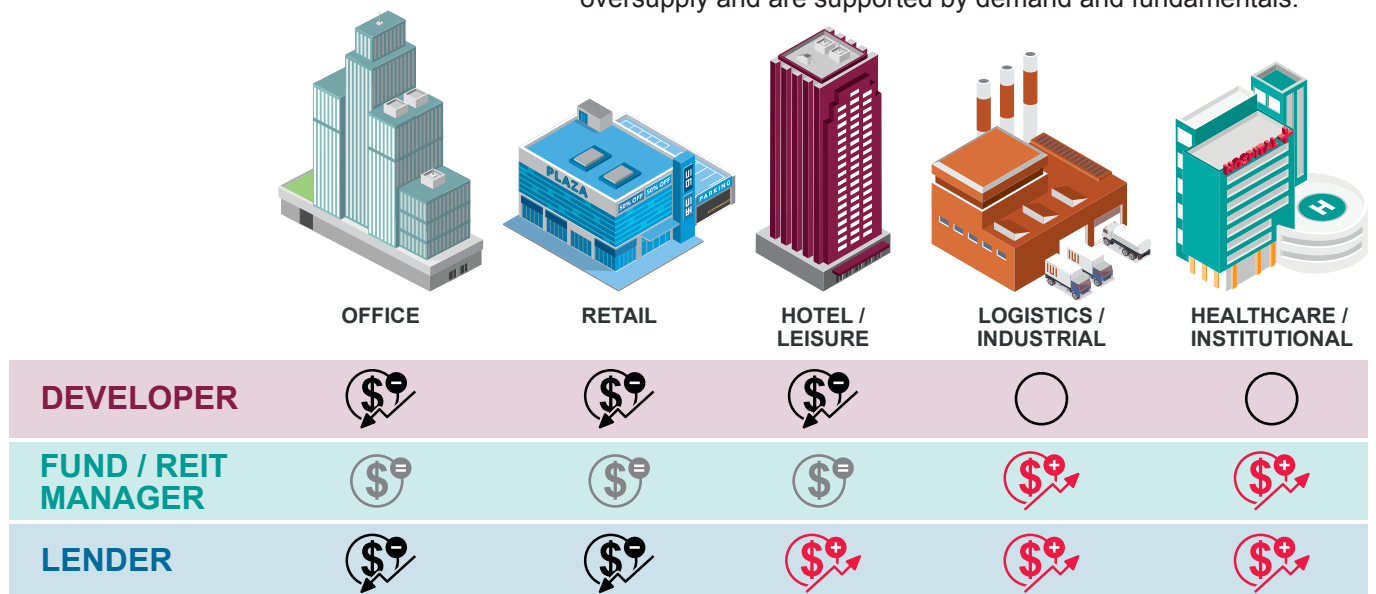 oversupply and are supported by demand and fundamentals.
HOSPITAL
PLAZA
50% OFF
50% OFF
PARKING
H
OFFICE
RETAIL
HOTEL /
LEISURE
LOGISTICS /
INDUSTRIAL
HEALTHCARE /
INSTITUTIONAL
DEVELOPER
$ −
$ −
$ −
FUND / REIT
MANAGER
$ =
$ =
$ =
$ +
$ +
LENDER
$ −
$ −
$ +
$ +
$ +